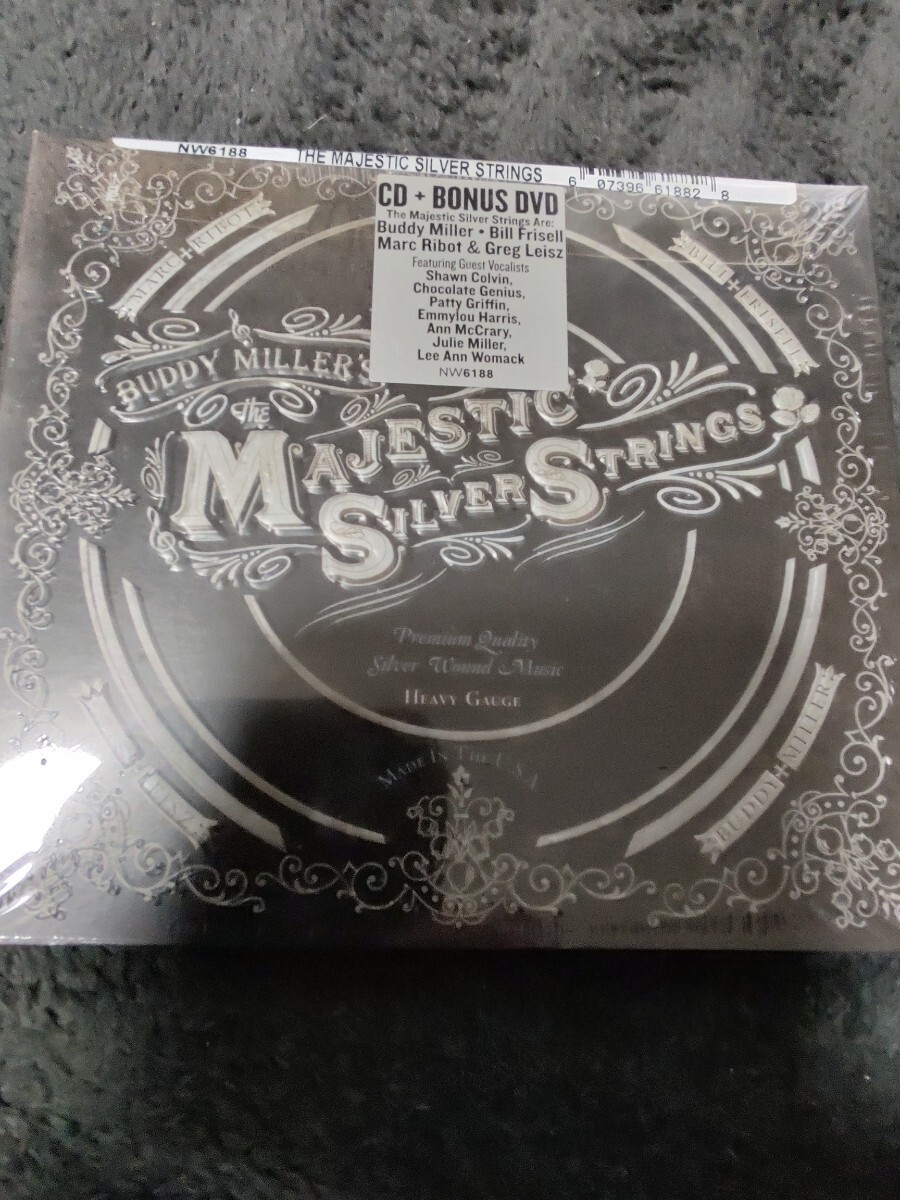 NW6188 THE MAJESTIC SILVER STRINGS
6 07396 61882 8
CD + BONUS DVD
The Majestic Silver Strings Are:
Buddy Miller • Bill Frisell
Marc Ribot & Greg Leisz
Featuring Guest Vocalists
Shawn Colvin,
Chocolate Genius,
Patty Griffin,
Emmylou Harris,
Ann McCrary,
Julie Miller,
Lee Ann Womack
NW6188
MARC RIBOT
BILL FRISELL
BUDDY MILLER'S
the
MAJESTIC
SILVER STRINGS
Premium Quality
Silver Wound Music
HEAVY GAUGE
MADE IN THE USA
BUDDY MILLER